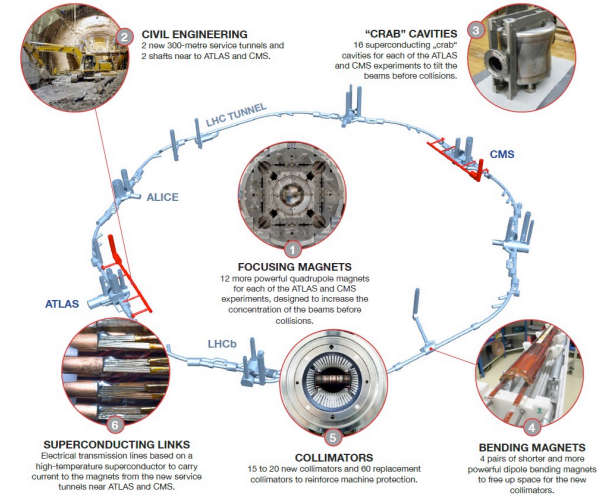 2
CIVIL ENGINEERING
2 new 300-metre service tunnels and
2 shafts near to ATLAS and CMS.
“CRAB” CAVITIES
16 superconducting „crab“
cavities for each of the ATLAS
and CMS experiments to tilt the
beams before collisions.
3
LHC TUNNEL
CMS
ALICE
1
FOCUSING MAGNETS
12 more powerful quadrupole magnets
for each of the ATLAS and CMS
experiments, designed to increase the
concentration of the beams before
collisions.
ATLAS
LHCb
6
SUPERCONDUCTING LINKS
Electrical transmission lines based on a
high-temperature superconductor to carry
current to the magnets from the new service
tunnels near ATLAS and CMS.
5
COLLIMATORS
15 to 20 new collimators and 60 replacement
collimators to reinforce machine protection.
4
BENDING MAGNETS
4 pairs of shorter and more
powerful dipole bending magnets
to free up space for the new
collimators.